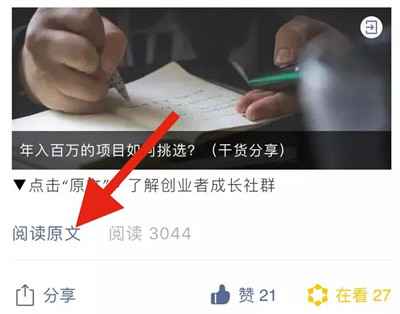 年入百万的项目如何挑选？（干货分享）
▼点击“原文”，了解创业者成长社群
阅读原文 阅读 3044
分享 赞 21 在看 27